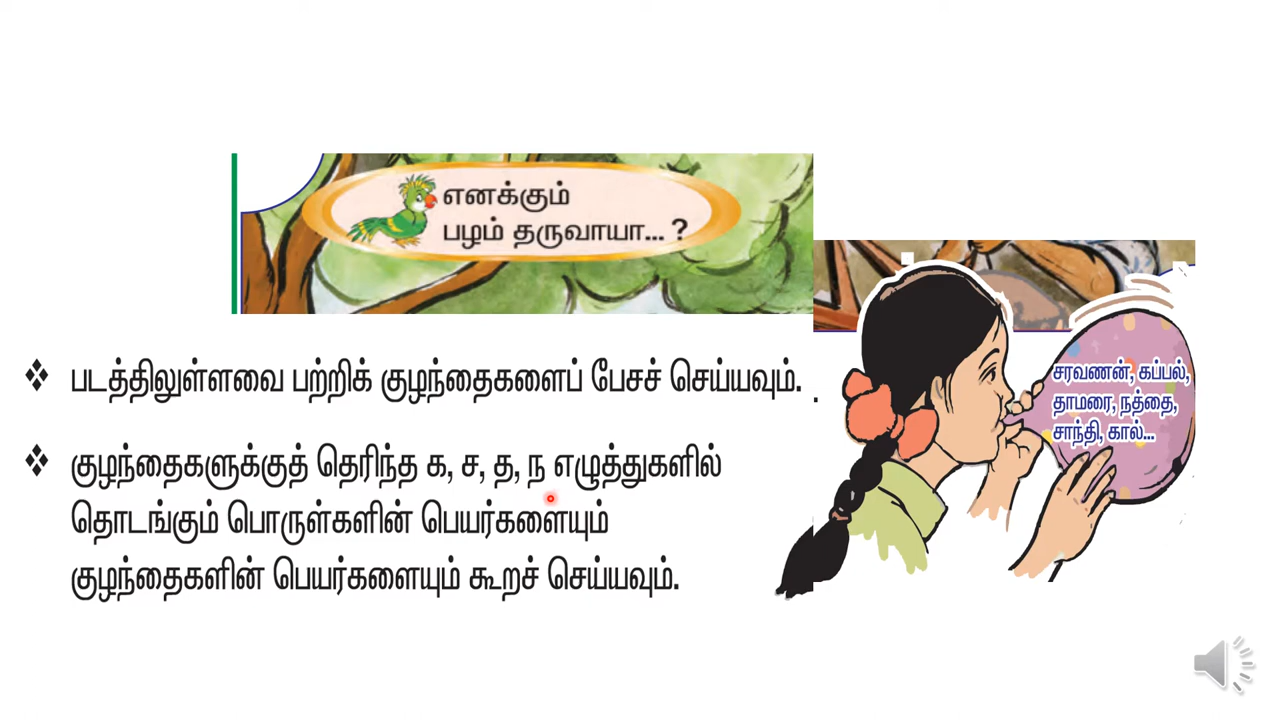 எனக்கும்
பழம் தருவாயா... ?
❖ படத்திலுள்ளவை பற்றிக் குழந்தைகளைப் பேசச் செய்யவும்.
❖ குழந்தைகளுக்குத் தெரிந்த க, ச, த, ந எழுத்துகளில்
தொடங்கும் பொருள்களின் பெயர்களையும்
குழந்தைகளின் பெயர்களையும் கூறச் செய்யவும்.
சரவணன், கப்பல்,
தாமரை, நத்தை,
சாந்தி, கால்...